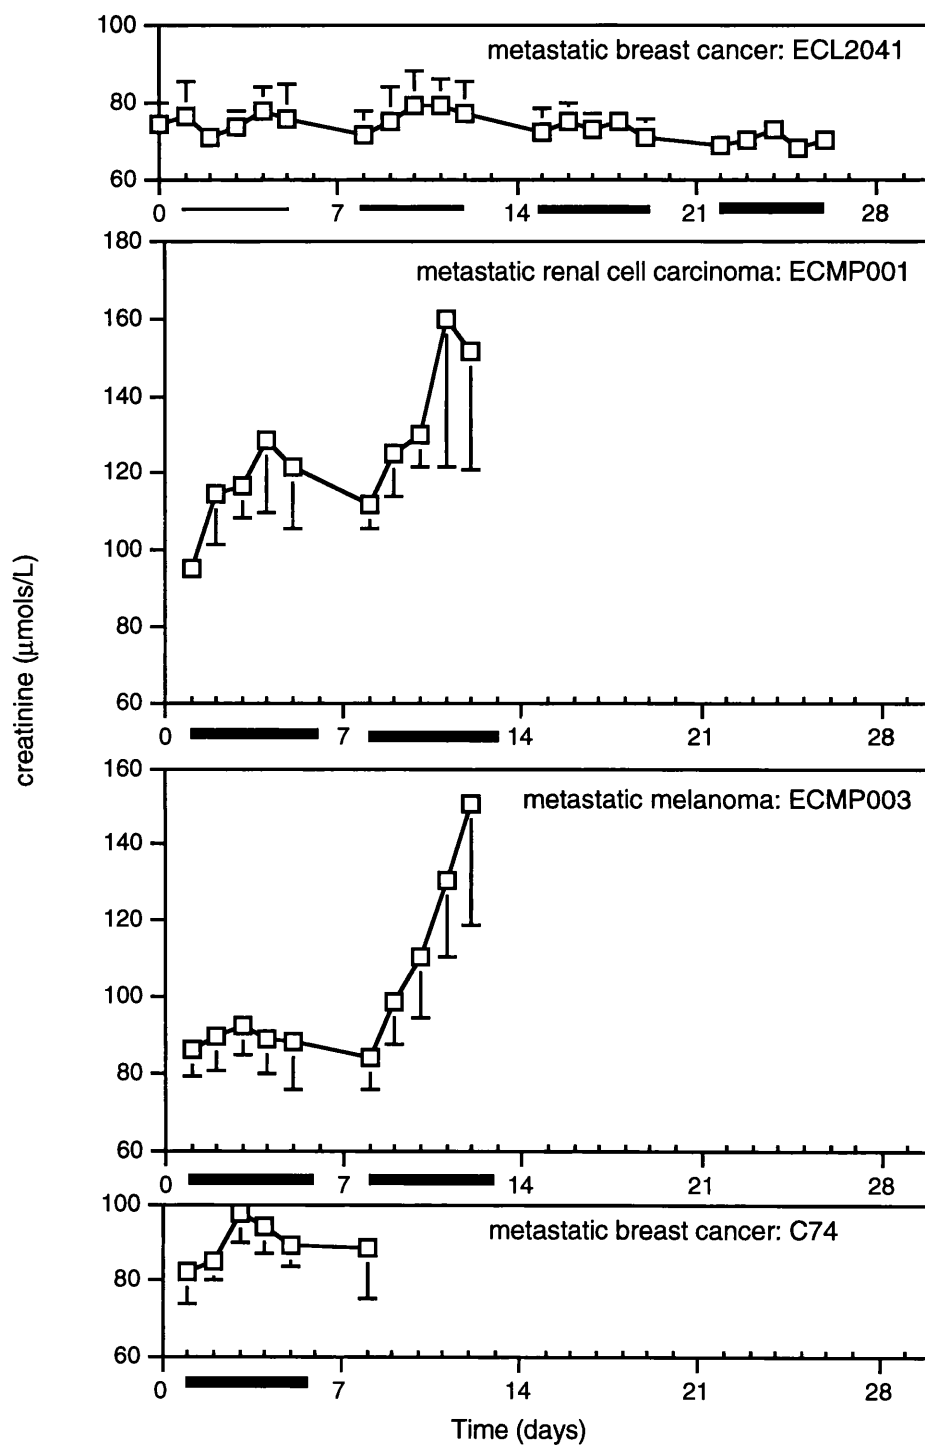 creatinine (μmols/L)
100
metastatic breast cancer: ECL2041
80
60
0 7 14 21 28
180
metastatic renal cell carcinoma: ECMP001
160
140
120
100
80
60
0 7 14 21 28
160
metastatic melanoma: ECMP003
140
120
100
80
60
0 7 14 21 28
100
metastatic breast cancer: C74
80
60
0 7 14 21 28
Time (days)